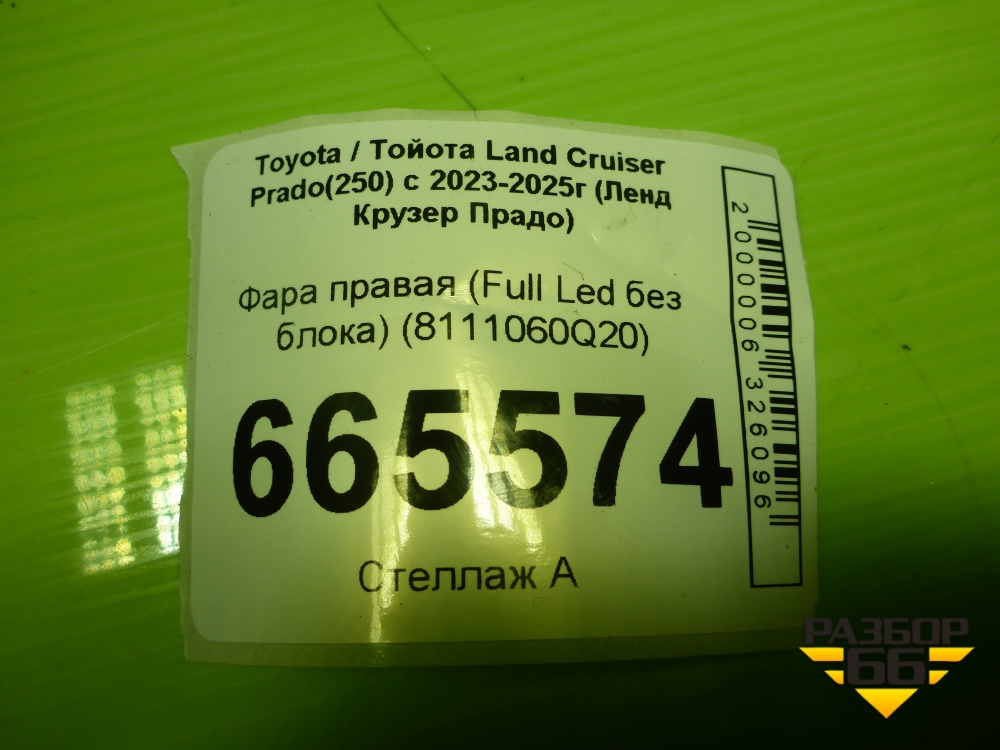 Toyota / Тойота Land Cruiser
Prado(250) с 2023-2025г (Ленд
Крузер Прадо)
Фара правая (Full Led без
блока) (8111060Q20)
665574
Стеллаж А
2000006326096
РАЗБОР
66